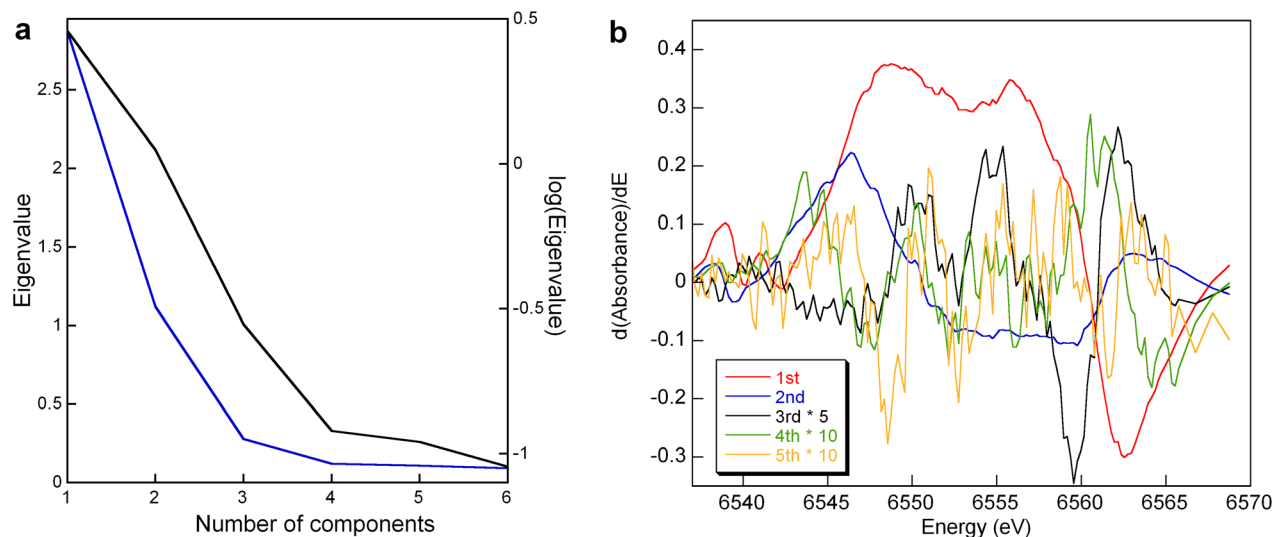 a
Eigenvalue
2.5
2
1.5
1
0.5
0
0.5
0
-0.5
-1
log(Eigenvalue)
1 2 3 4 5 6
Number of components
b
d(Absorbance)/dE
0.4
0.3
0.2
0.1
0
-0.1
-0.2
-0.3
1st
2nd
3rd * 5
4th * 10
5th * 10
6540 6545 6550 6555 6560 6565 6570
Energy (eV)